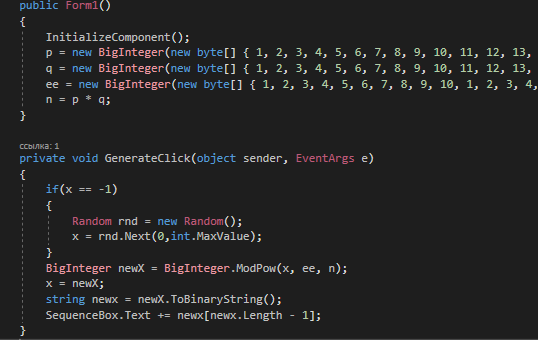 public Form1()
{
InitializeComponent();
p = new BigInteger(new byte[] { 1, 2, 3, 4, 5, 6, 7, 8, 9, 10, 11, 12, 13,
q = new BigInteger(new byte[] { 1, 2, 3, 4, 5, 6, 7, 8, 9, 10, 11, 12, 13,
ee = new BigInteger(new byte[] { 1, 2, 3, 4, 5, 6, 7, 8, 9, 10, 1, 2, 3, 4,
n = p * q;
}
ссылка: 1
private void GenerateClick(object sender, EventArgs e)
{
if(x == -1)
{
Random rnd = new Random();
x = rnd.Next(0,int.MaxValue);
}
BigInteger newX = BigInteger.ModPow(x, ee, n);
x = newX;
string newx = newX.ToBinaryString();
SequenceBox.Text += newx[newx.Length - 1];
}